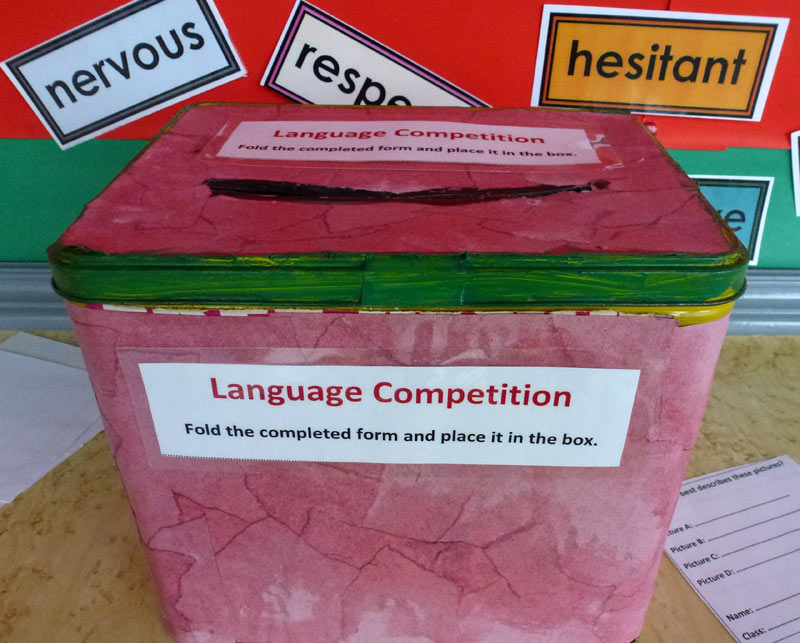 nervous
hesitant
Language Competition
Fold the completed form and place it in the box.
Language Competition
Fold the completed form and place it in the box.
best describes these pictures?
Picture B:
Picture C:
Picture D:
Name:
Class: